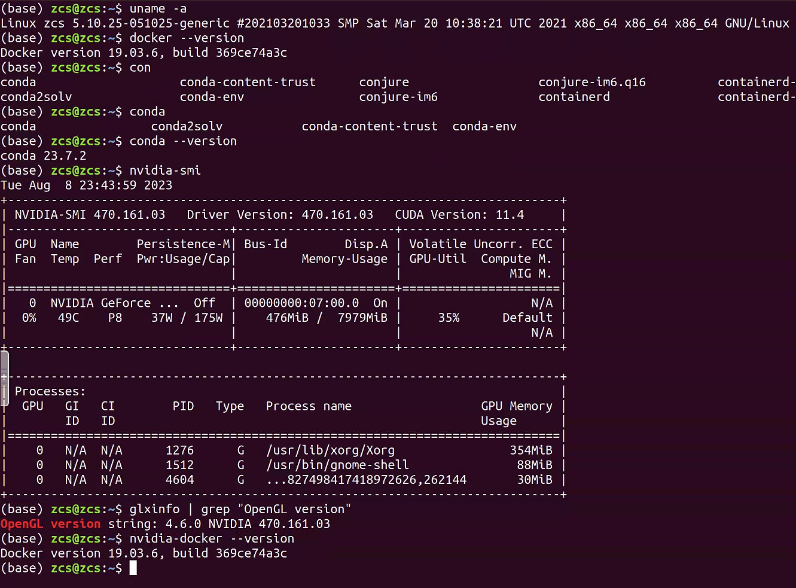 (base) zcs@zcs:~$ uname -a
Linux zcs 5.10.25-051025-generic #202103201033 SMP Sat Mar 20 10:38:21 UTC 2021 x86_64 x86_64 x86_64 GNU/Linux
(base) zcs@zcs:~$ docker --version
Docker version 19.03.6, build 369ce74a3c
(base) zcs@zcs:~$ con
conda conda-content-trust conjure conjure-im6.q16 containerd-
conda2solv conda-env conjure-im6 containerd containerd-
(base) zcs@zcs:~$ conda
conda conda2solv conda-content-trust conda-env
(base) zcs@zcs:~$ conda --version
conda 23.7.2
(base) zcs@zcs:~$ nvidia-smi
Tue Aug  8 23:43:59 2023
+-----------------------------------------------------------------------------+
| NVIDIA-SMI 470.161.03   Driver Version: 470.161.03   CUDA Version: 11.4     |
|-------------------------------+----------------------+----------------------+
| GPU  Name        Persistence-M| Bus-Id        Disp.A | Volatile Uncorr. ECC |
| Fan  Temp  Perf  Pwr:Usage/Cap|         Memory-Usage | GPU-Util  Compute M. |
|                               |                      |               MIG M. |
|===============================+======================+======================|
|   0  NVIDIA GeForce ...  Off  | 00000000:07:00.0  On |                  N/A |
|  0%   49C    P8    37W / 175W |    476MiB /  7979MiB |     35%      Default |
|                               |                      |                  N/A |
+-------------------------------+----------------------+----------------------+
+-----------------------------------------------------------------------------+
| Processes:                                                                  |
|  GPU   GI   CI        PID   Type   Process name                  GPU Memory |
|        ID   ID                                                   Usage      |
|=============================================================================|
|    0   N/A  N/A      1276      G   /usr/lib/xorg/Xorg                354MiB |
|    0   N/A  N/A      1512      G   /usr/bin/gnome-shell               88MiB |
|    0   N/A  N/A      4604      G   ...827498417418972626,262144       30MiB |
+-----------------------------------------------------------------------------+
(base) zcs@zcs:~$ glxinfo | grep "OpenGL version"
OpenGL version string: 4.6.0 NVIDIA 470.161.03
(base) zcs@zcs:~$ nvidia-docker --version
Docker version 19.03.6, build 369ce74a3c
(base) zcs@zcs:~$